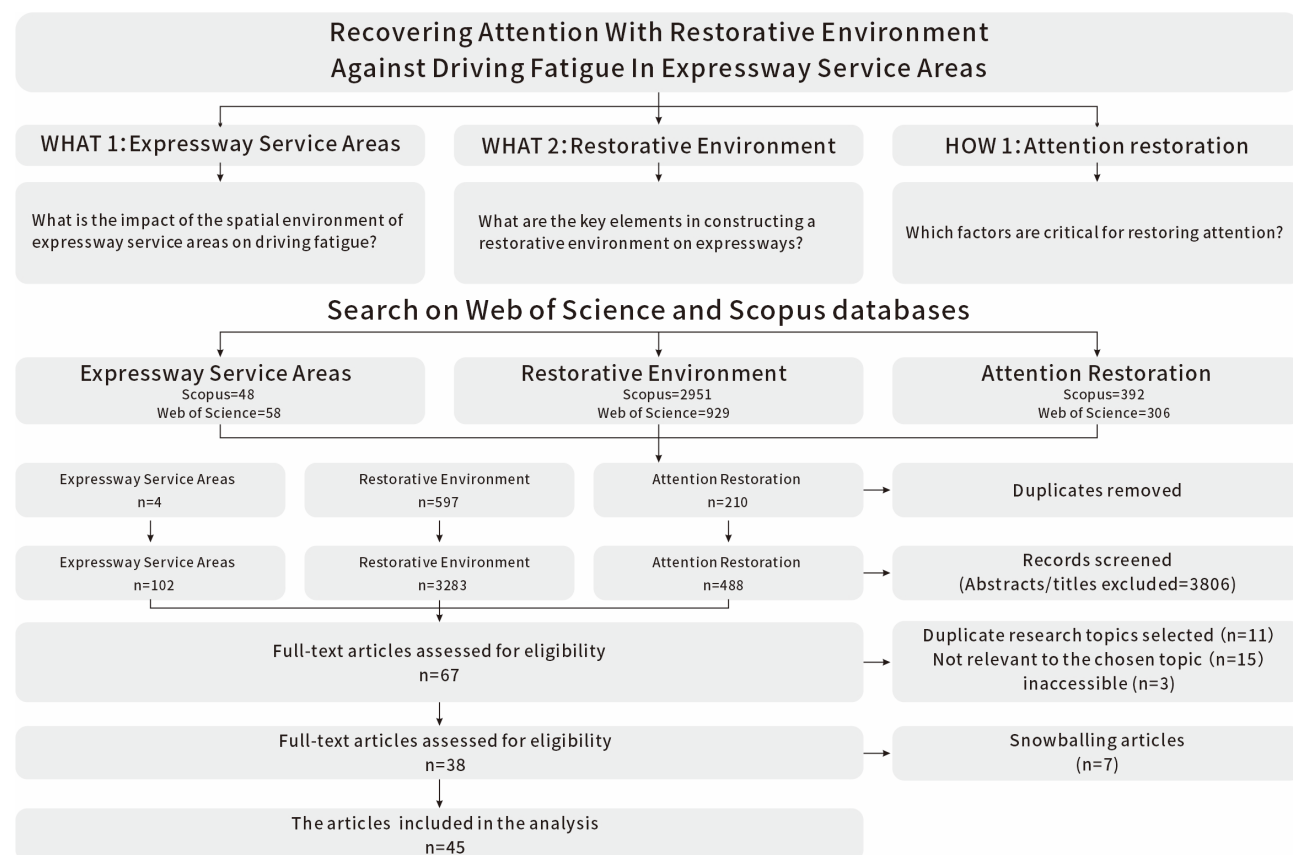 Recovering Attention With Restorative Environment
Against Driving Fatigue In Expressway Service Areas
WHAT 1:Expressway Service Areas
WHAT 2:Restorative Environment
HOW 1:Attention restoration
What is the impact of the spatial environment of
expressway service areas on driving fatigue?
What are the key elements in constructing a
restorative environment on expressways?
Which factors are critical for restoring attention?
Search on Web of Science and Scopus databases
Expressway Service Areas
Scopus=48
Web of Science=58
Restorative Environment
Scopus=2951
Web of Science=929
Attention Restoration
Scopus=392
Web of Science=306
Expressway Service Areas
n=4
Restorative Environment
n=597
Attention Restoration
n=210
Duplicates removed
Expressway Service Areas
n=102
Restorative Environment
n=3283
Attention Restoration
n=488
Records screened
(Abstracts/titles excluded=3806)
Full-text articles assessed for eligibility
n=67
Duplicate research topics selected (n=11)
Not relevant to the chosen topic (n=15)
inaccessible (n=3)
Full-text articles assessed for eligibility
n=38
Snowballing articles
(n=7)
The articles included in the analysis
n=45